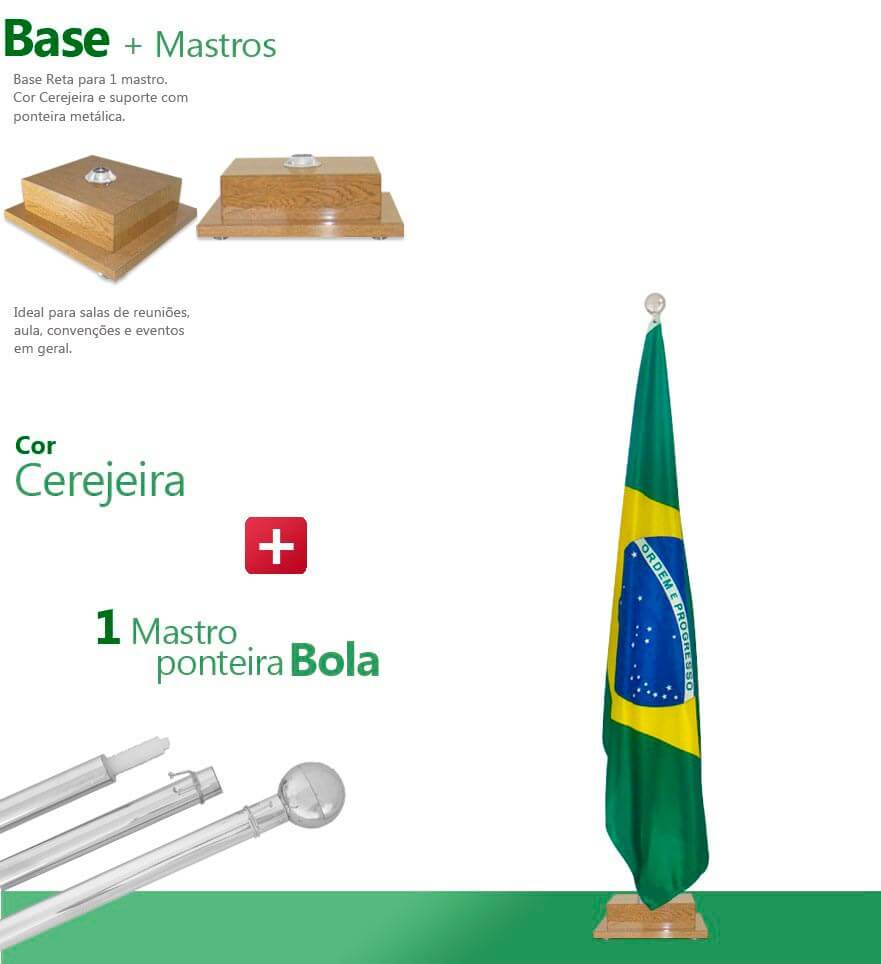 Base + Mastros
Base Reta para 1 mastro.
Cor Cerejeira e suporte com
ponteira metálica.
Ideal para salas de reuniões,
aula, convenções e eventos
em geral.
Cor
Cerejeira
1 Mastro
ponteira Bola
ORDEM E PROGRESSO